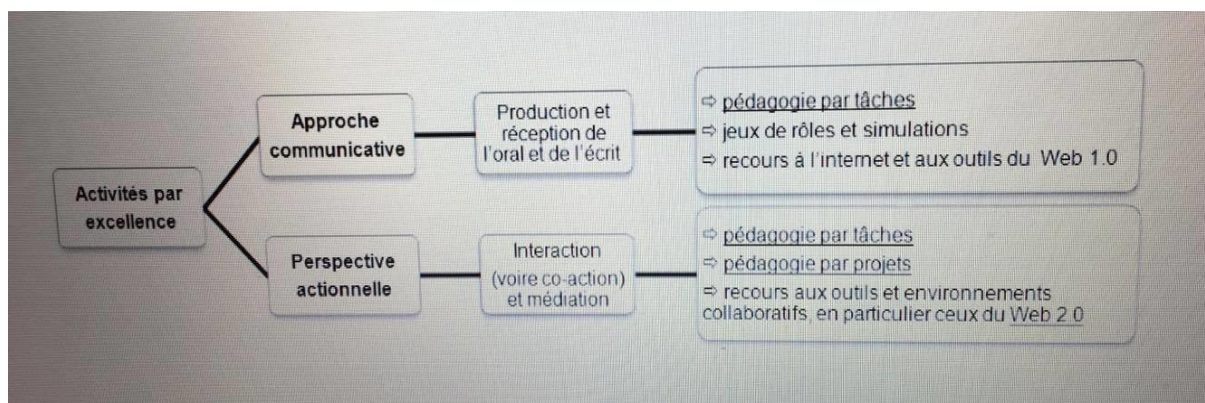 Activités par
excellence
Approche
communicative
Production et
réception de
l'oral et de l'écrit
⇨ pédagogie par tâches
⇨ jeux de rôles et simulations
⇨ recours à l'internet et aux outils du Web 1.0
Perspective
actionnelle
Interaction
(voire co-action)
et médiation
⇨ pédagogie par tâches
⇨ pédagogie par projets
⇨ recours aux outils et environnements
collaboratifs, en particulier ceux du Web 2.0